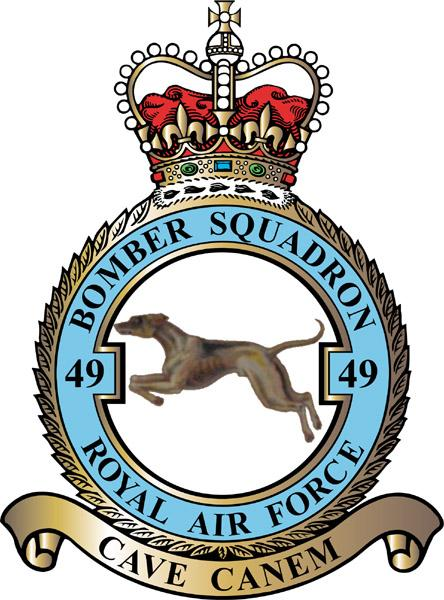 BOMBER SQUADRON
49 49
ROYAL AIR FORCE
CAVE CANEM